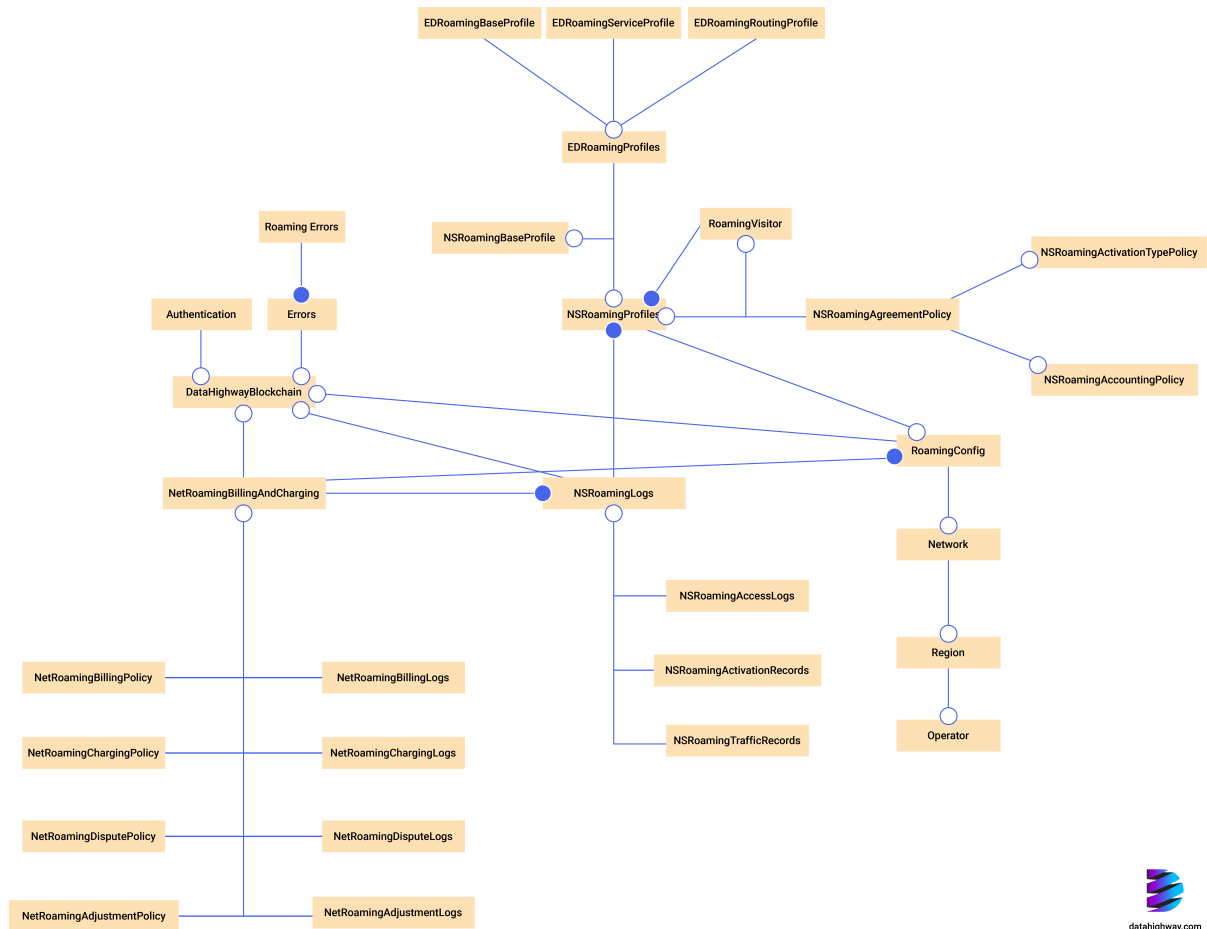 EDRoamingBaseProfile
EDRoamingServiceProfile
EDRoamingRoutingProfile
EDRoamingProfiles
Roaming Errors
NSRoamingBaseProfile
RoamingVisitor
NSRoamingActivationTypePolicy
Authentication
Errors
NSRoamingProfiles
NSRoamingAgreementPolicy
DataHighwayBlockchain
NSRoamingAccountingPolicy
RoamingConfig
NetRoamingBillingAndCharging
NSRoamingLogs
Network
NSRoamingAccessLogs
Region
NSRoamingActivationRecords
NetRoamingBillingPolicy
NetRoamingBillingLogs
NSRoamingTrafficRecords
Operator
NetRoamingChargingPolicy
NetRoamingChargingLogs
NetRoamingDisputePolicy
NetRoamingDisputeLogs
NetRoamingAdjustmentPolicy
NetRoamingAdjustmentLogs
datahighway.com